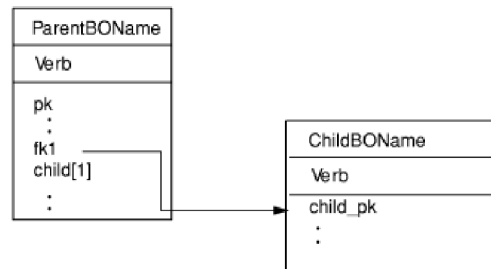 ParentBOName
Verb
pk
:
fk1
child[1]
:
ChildBOName
Verb
child_pk
: